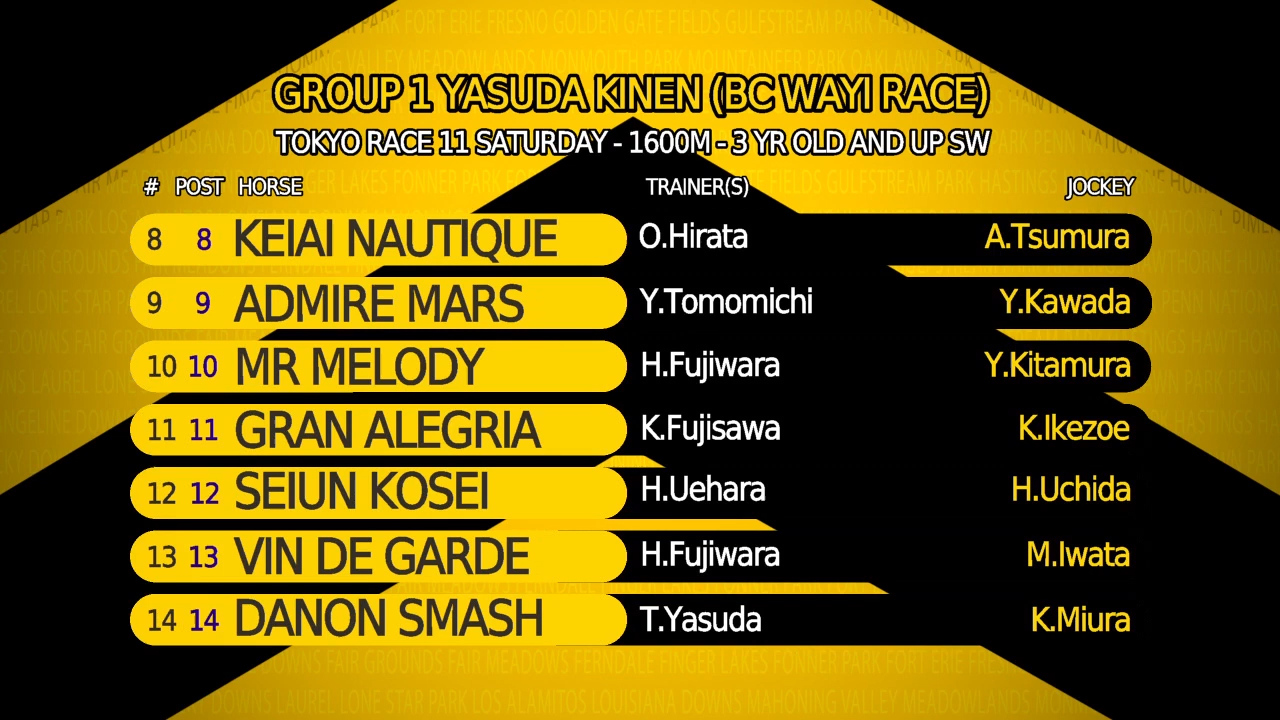 GROUP 1 YASUDA KINEN (BC WAYI RACE)
TOKYO RACE 11 SATURDAY - 1600M - 3 YR OLD AND UP SW
# POST HORSE TRAINER(S) JOCKEY
8 8 KEIAI NAUTIQUE O.Hirata A.Tsumura
9 9 ADMIRE MARS Y.Tomomichi Y.Kawada
10 10 MR MELODY H.Fujiwara Y.Kitamura
11 11 GRAN ALEGRIA K.Fujisawa K.Ikezoe
12 12 SEIUN KOSEI H.Uehara H.Uchida
13 13 VIN DE GARDE H.Fujiwara M.Iwata
14 14 DANON SMASH T.Yasuda K.Miura